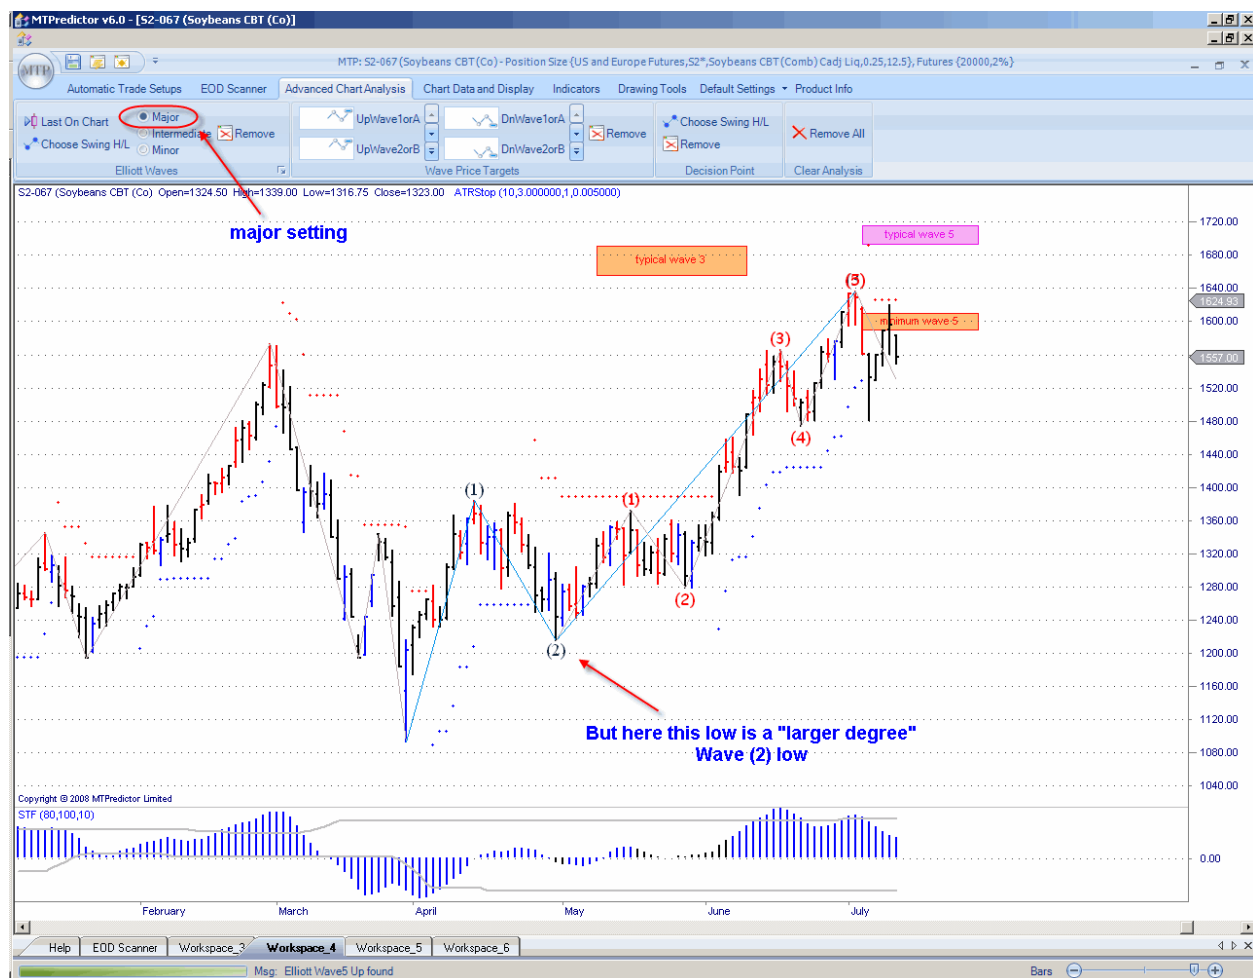 MTPredictor v6.0 - [S2-067 (Soybeans CBT (Co)]
MTP
MTP: S2-067 (Soybeans CBT (Co) - Position Size {US and Europe Futures,S2*,Soybeans CBT (Comb) Cadj Liq,0.25,12.5}, Futures {20000,2%}
Automatic Trade Setups EOD Scanner Advanced Chart Analysis Chart Data and Display Indicators Drawing Tools Default Settings Product Info
Last On Chart
Choose Swing H/L
Major
Intermediate
Minor
Remove
Elliott Waves
UpWave1orA
UpWave2orB
DnWave1orA
DnWave2orB
Remove
Wave Price Targets
Choose Swing H/L
Remove
Decision Point
Remove All
Clear Analysis
S2-067 (Soybeans CBT (Co) Open=1324.50 High=1339.00 Low=1316.75 Close=1323.00 ATRStop (10,3.000000,1,0.005000)
major setting
typical wave 3
typical wave 5
minimum wave 5
(1)
(2)
(1)
(2)
(3)
(4)
But here this low is a "larger degree"
Wave (2) low
1720.00
1680.00
1640.00
1624.93
1600.00
1557.00
1520.00
1480.00
1440.00
1400.00
1360.00
1320.00
1280.00
1240.00
1200.00
1160.00
1120.00
1080.00
1040.00
Copyright © 2008 MTPredictor Limited
STF (80,100,10)
0.00
February March April May June July
Help EOD Scanner Workspace_3 Workspace_4 Workspace_5 Workspace_6
Msg: Elliott Wave5 Up found
Bars